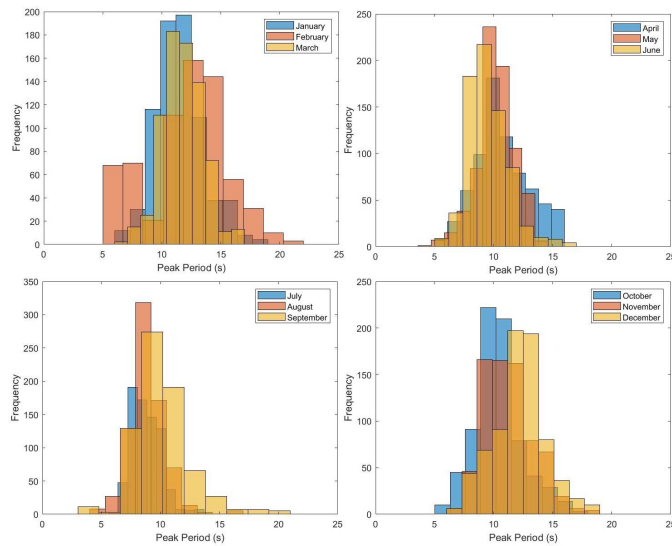 200
180
160
140
120
100
80
60
40
20
0
Frequency
January
February
March
0 5 10 15 20 25
Peak Period (s)
250
200
150
100
50
0
Frequency
April
May
June
0 5 10 15 20 25
Peak Period (s)
350
300
250
200
150
100
50
0
Frequency
July
August
September
0 5 10 15 20 25
Peak Period (s)
250
200
150
100
50
0
Frequency
October
November
December
0 5 10 15 20 25
Peak Period (s)